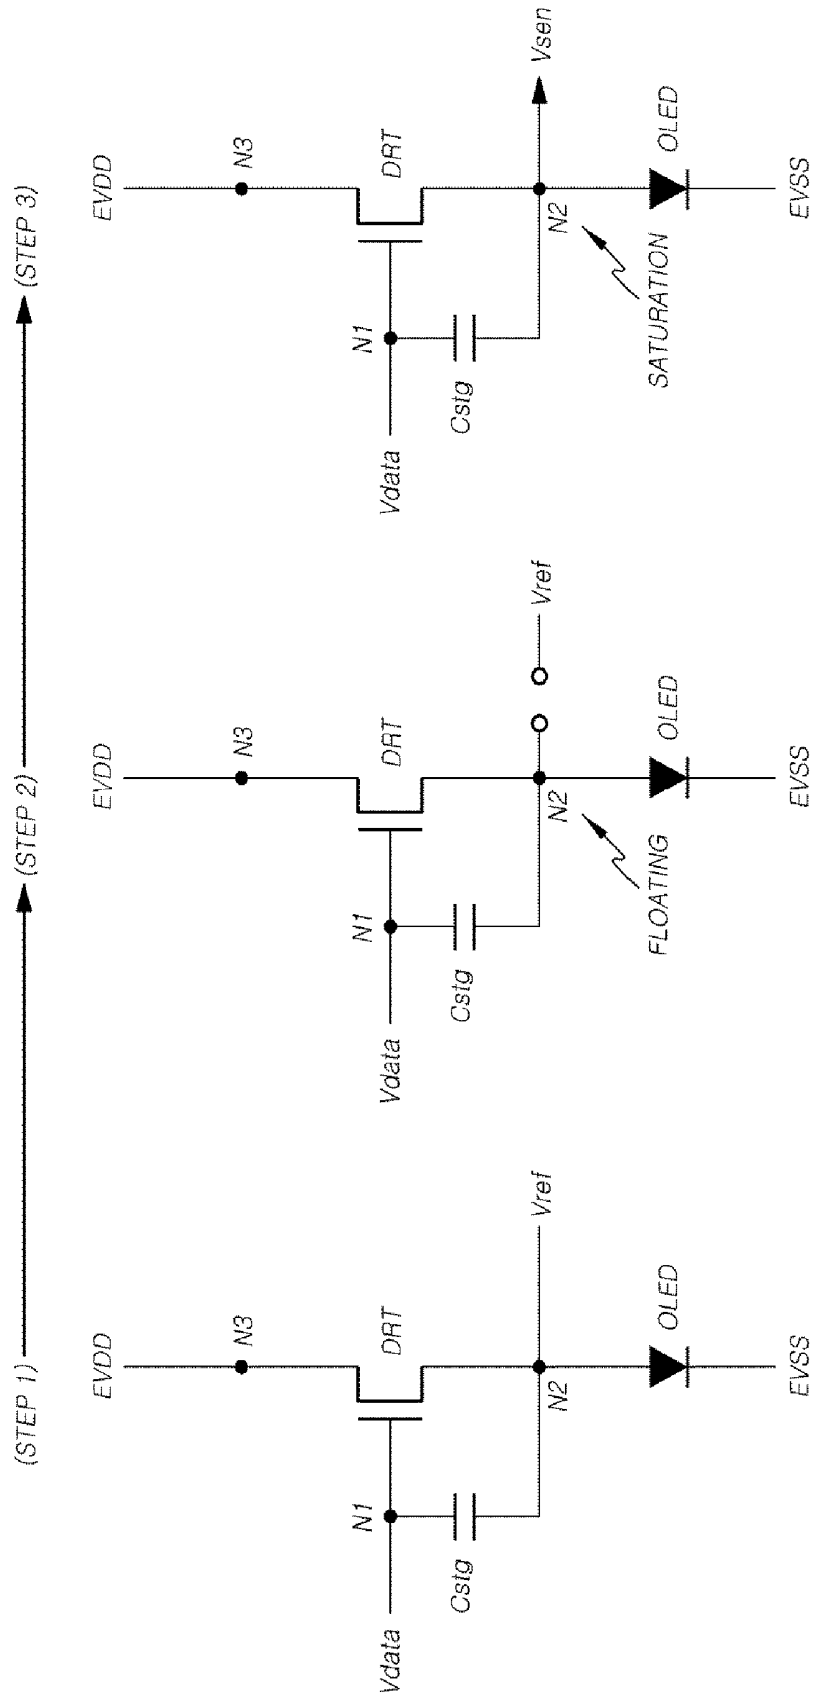 (STEP 1)
(STEP 2)
(STEP 3)
EVDD
N3
DRT
N1
Vdata
Cstg
N2
Vref
OLED
EVSS
EVDD
N3
DRT
N1
Vdata
Cstg
N2
Vref
FLOATING
OLED
EVSS
EVDD
N3
DRT
N1
Vdata
Cstg
N2
Vsen
SATURATION
OLED
EVSS